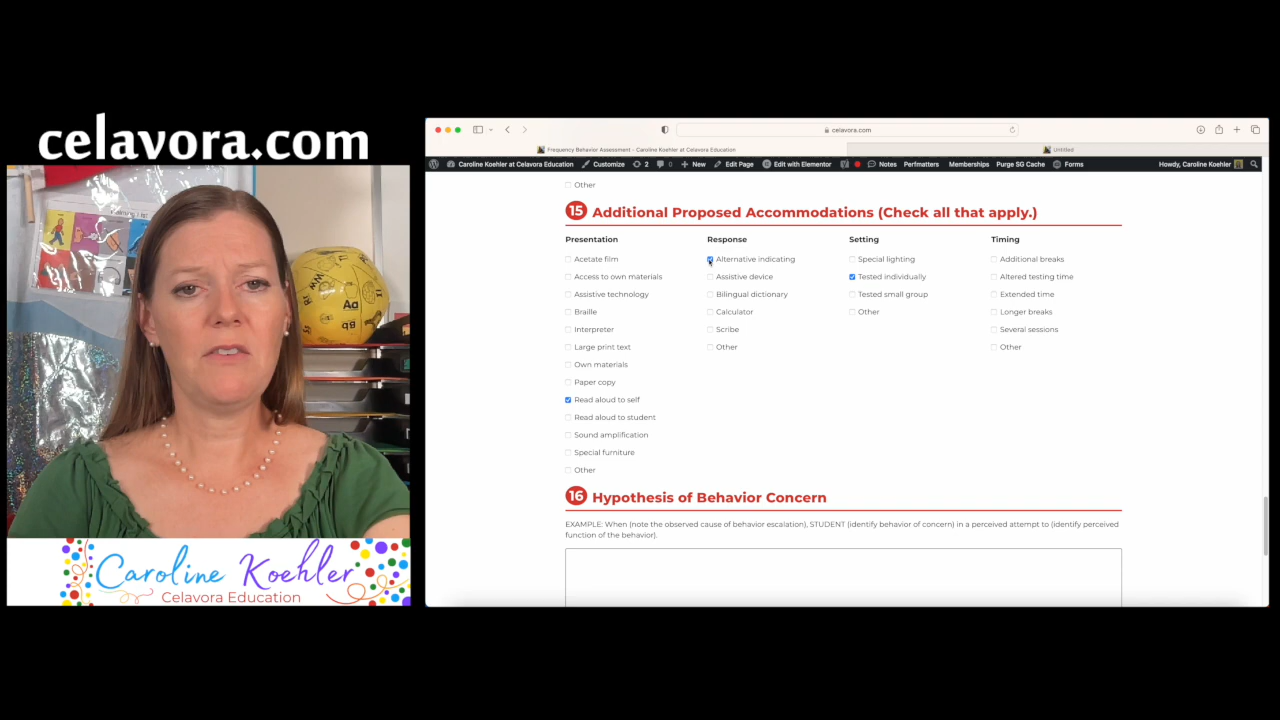 celavora.com
Aa
Caroline Koehler
Celavora Education
celavora.com
Frequency Behavior Assessment - Caroline Koehler at Celavora Education
Untitled
Caroline Koehler at Celavora Education Customize 2 0 New Edit Page Edit with Elementor Notes Perfmatters Memberships Purge SG Cache Forms Howdy, Caroline Koehler
Other
15 Additional Proposed Accommodations (Check all that apply.)
Presentation
Acetate film
Access to own materials
Assistive technology
Braille
Interpreter
Large print text
Own materials
Paper copy
Read aloud to self
Read aloud to student
Sound amplification
Special furniture
Other
Response
Alternative indicating
Assistive device
Bilingual dictionary
Calculator
Scribe
Other
Setting
Special lighting
Tested individually
Tested small group
Other
Timing
Additional breaks
Altered testing time
Extended time
Longer breaks
Several sessions
Other
16 Hypothesis of Behavior Concern
EXAMPLE: When (note the observed cause of behavior escalation), STUDENT (identify behavior of concern) in a perceived attempt to (identify perceived
function of the behavior).